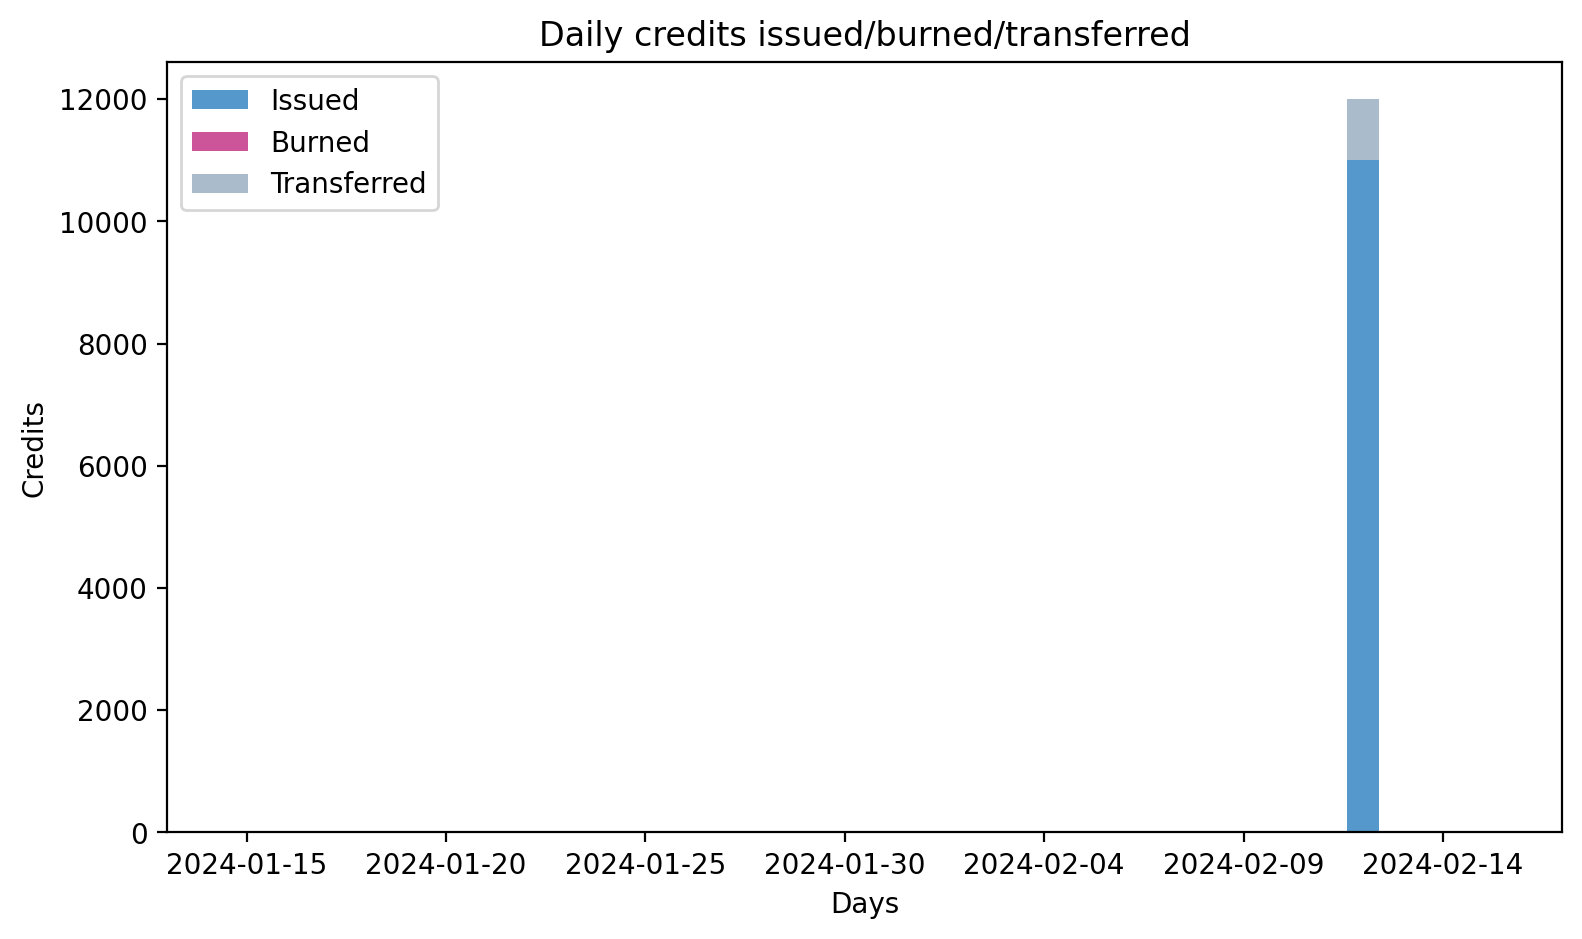 Daily credits issued/burned/transferred
Issued
Burned
Transferred
12000
10000
8000
6000
4000
2000
0
Credits
2024-01-15 2024-01-20 2024-01-25 2024-01-30 2024-02-04 2024-02-09 2024-02-14
Days